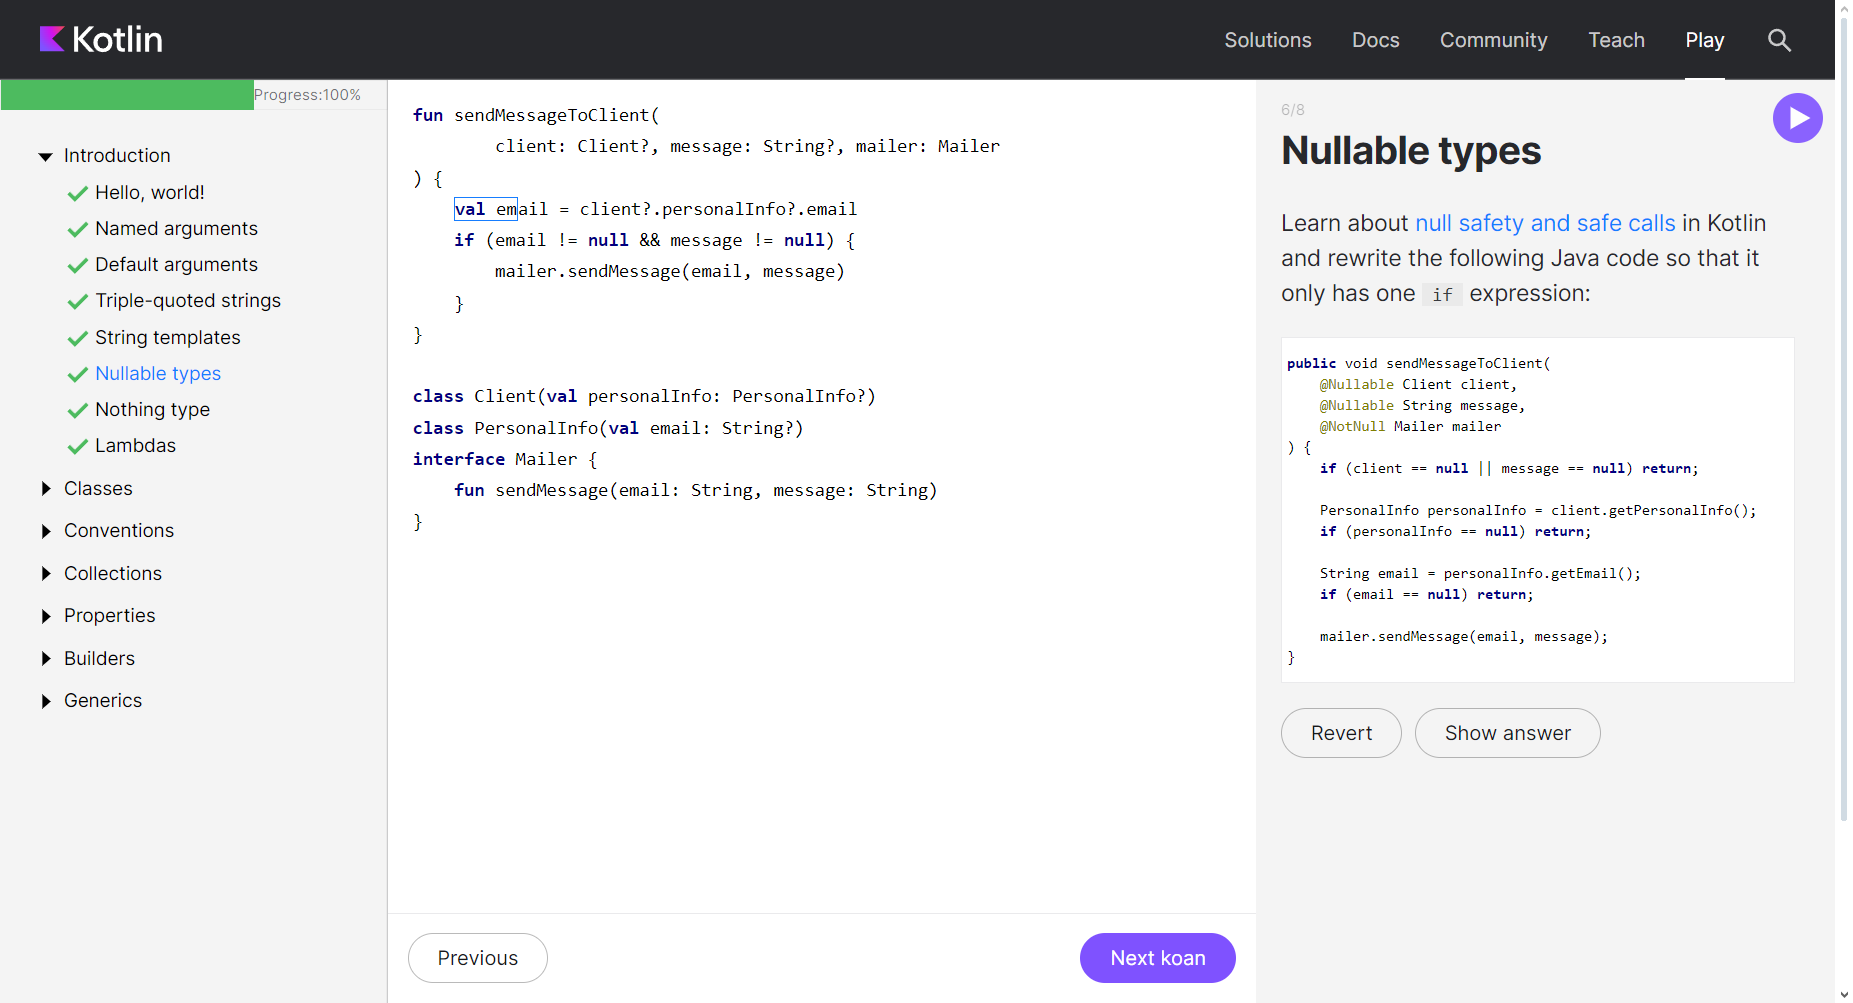 Kotlin
Solutions
Docs
Community
Teach
Play
Progress:100%
Introduction
Hello, world!
Named arguments
Default arguments
Triple-quoted strings
String templates
Nullable types
Nothing type
Lambdas
Classes
Conventions
Collections
Properties
Builders
Generics
fun sendMessageToClient(
        client: Client?, message: String?, mailer: Mailer
) {
    val email = client?.personalInfo?.email
    if (email != null && message != null) {
        mailer.sendMessage(email, message)
    }
}
class Client(val personalInfo: PersonalInfo?)
class PersonalInfo(val email: String?)
interface Mailer {
    fun sendMessage(email: String, message: String)
}
Previous
Next koan
6/8
Nullable types
Learn about null safety and safe calls in Kotlin
and rewrite the following Java code so that it
only has one if expression:
public void sendMessageToClient(
    @Nullable Client client,
    @Nullable String message,
    @NotNull Mailer mailer
) {
    if (client == null || message == null) return;
    PersonalInfo personalInfo = client.getPersonalInfo();
    if (personalInfo == null) return;
    String email = personalInfo.getEmail();
    if (email == null) return;
    mailer.sendMessage(email, message);
}
Revert
Show answer